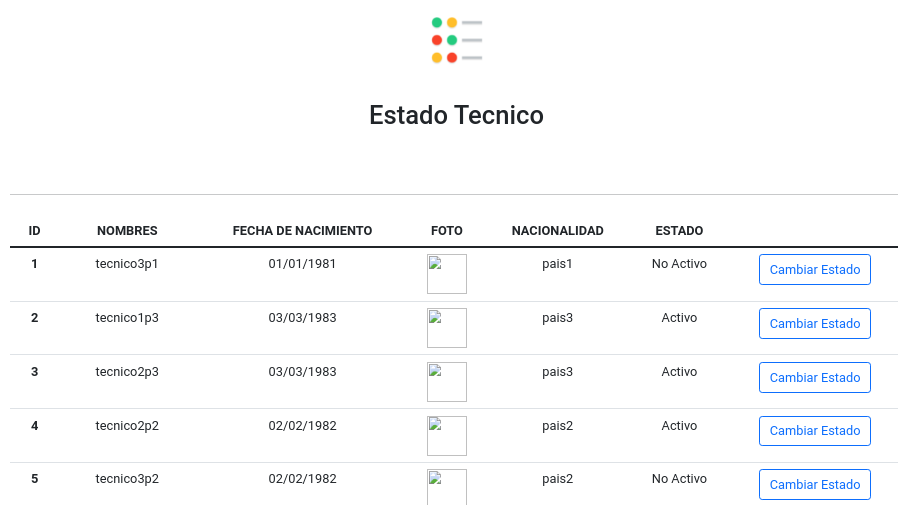 Estado Tecnico
ID NOMBRES FECHA DE NACIMIENTO FOTO NACIONALIDAD ESTADO
1 tecnico3p1 01/01/1981 pais1 No Activo Cambiar Estado
2 tecnico1p3 03/03/1983 pais3 Activo Cambiar Estado
3 tecnico2p3 03/03/1983 pais3 Activo Cambiar Estado
4 tecnico2p2 02/02/1982 pais2 Activo Cambiar Estado
5 tecnico3p2 02/02/1982 pais2 No Activo Cambiar Estado